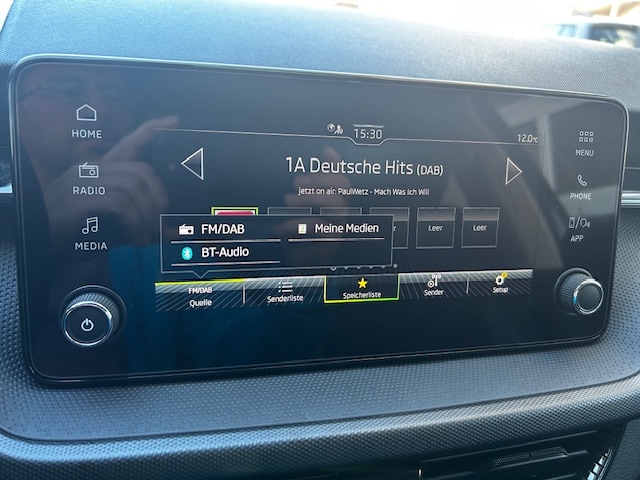 15:30
12.0°C
HOME
RADIO
MEDIA
MENU
PHONE
APP
1A Deutsche Hits (DAB)
jetzt on air: PaulWetz - Mach Was ich Will
FM/DAB
Meine Medien
BT-Audio
Leer
Leer
FM/DAB
Quelle
Senderliste
Speicherliste
Sender
Setup